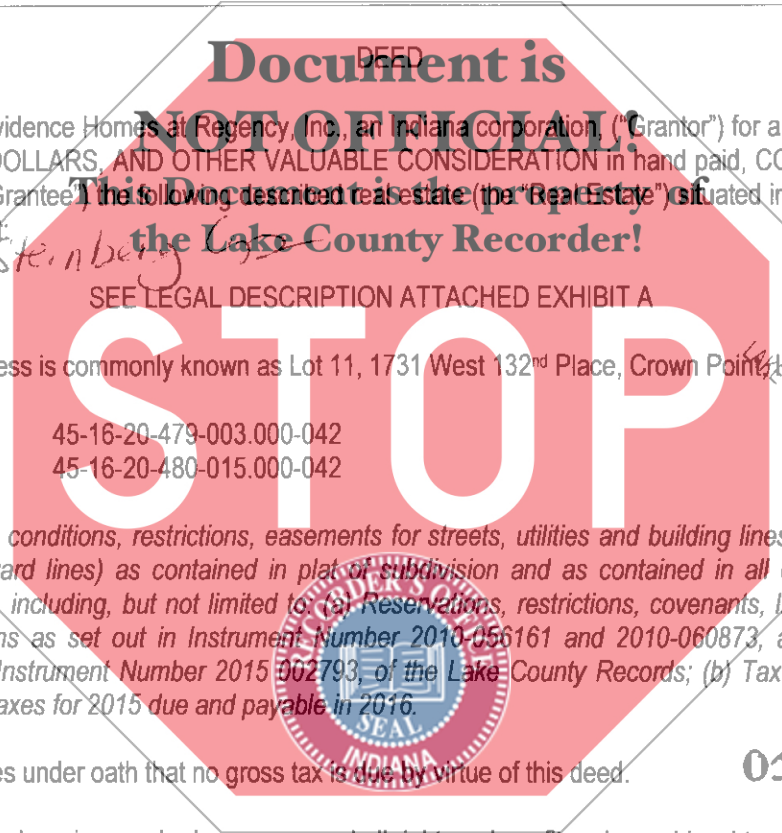 DEED
Document is
vidence Homes at Regency, Inc., an Indiana corporation, ("Grantor") for a
NOT OFFICIAL!
DOLLARS, AND OTHER VALUABLE CONSIDERATION in hand paid, CO
Grantee") the following described real estate (the "Real Estate") situated in
This Document is the property of
the Lake County Recorder!
Steinberg
SEE LEGAL DESCRIPTION ATTACHED EXHIBIT A
STOP
ess is commonly known as Lot 11, 1731 West 132nd Place, Crown Point,
45-16-20-479-003.000-042
45-16-20-480-015.000-042
conditions, restrictions, easements for streets, utilities and building lines
ard lines) as contained in plat of subdivision and as contained in all
including, but not limited to: (a) Reservations, restrictions, covenants,
ns as set out in Instrument Number 2010-056161 and 2010-060873,
Instrument Number 2015 002793, of the Lake County Records; (b) Tax
axes for 2015 due and payable in 2016.
RECORDER'S OFFICE
SEAL
INDIANA
es under oath that no gross tax is due by virtue of this deed.